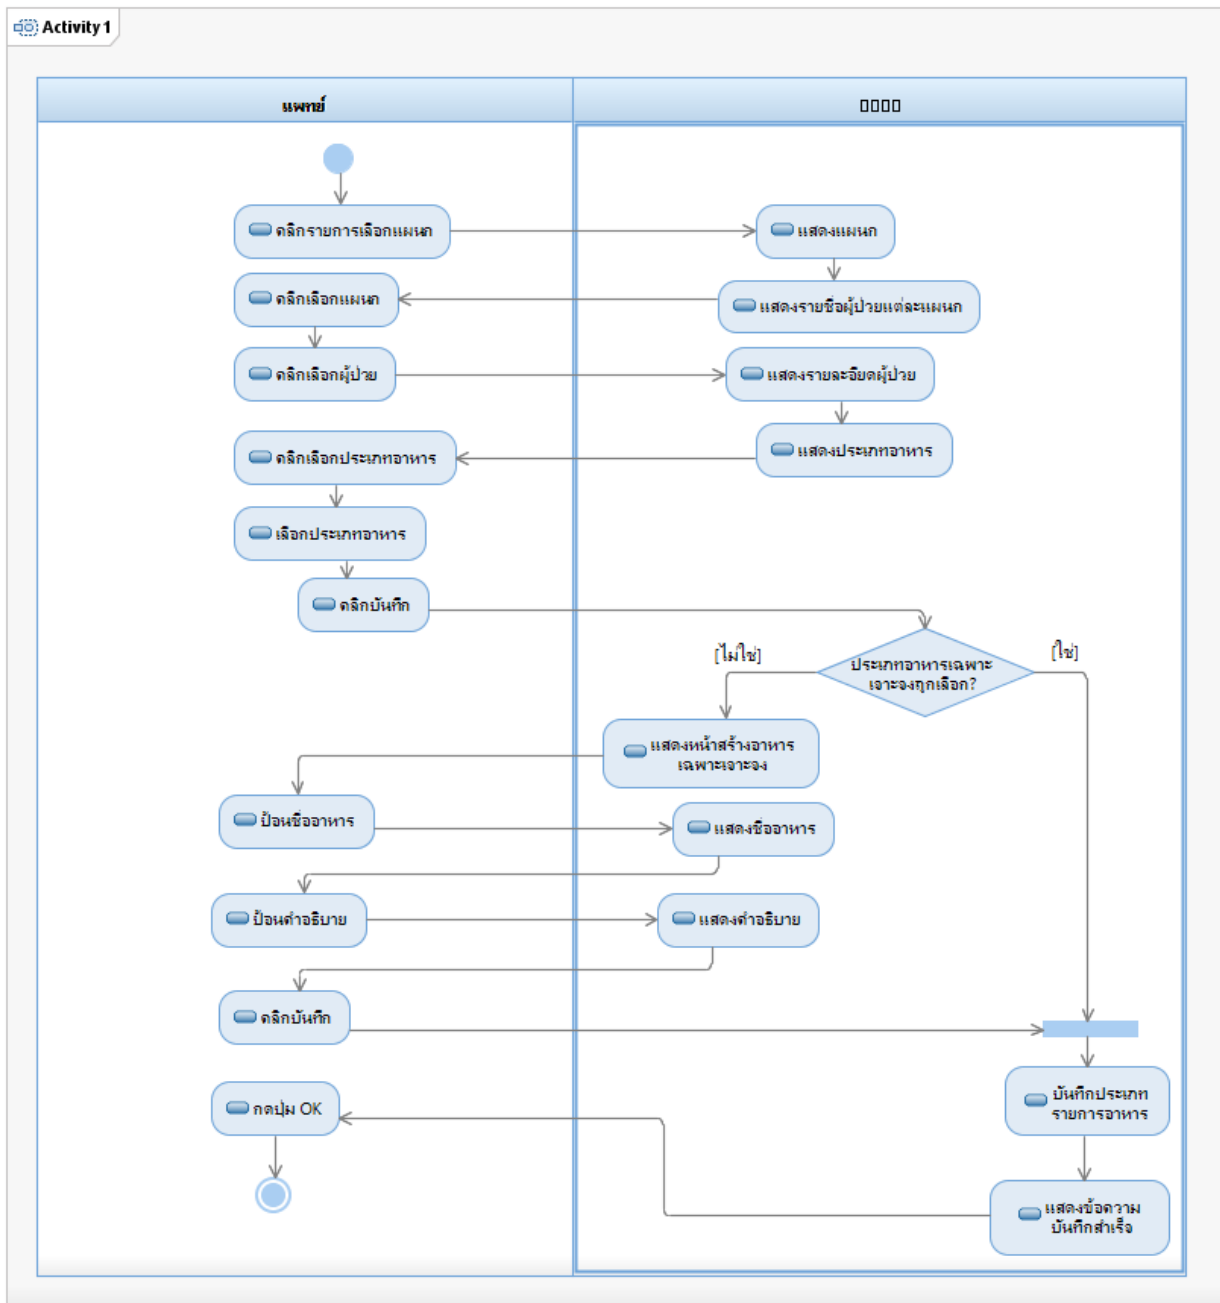 Activity 1
แพทย์
คลิกรายการเลือกแผนก
แสดงแผนก
คลิกเลือกแผนก
แสดงรายชื่อผู้ป่วยแต่ละแผนก
คลิกเลือกผู้ป่วย
แสดงรายละเอียดผู้ป่วย
แสดงประเภทอาหาร
คลิกเลือกประเภทอาหาร
เลือกประเภทอาหาร
คลิกบันทึก
[ไม่ใช่]
ประเภทอาหารเฉพาะ
เจาะจงถูกเลือก?
[ใช่]
แสดงหน้าสร้างอาหาร
เฉพาะเจาะจง
ป้อนชื่ออาหาร
แสดงชื่ออาหาร
ป้อนคำอธิบาย
แสดงคำอธิบาย
คลิกบันทึก
บันทึกประเภท
รายการอาหาร
กดปุ่ม OK
แสดงข้อความ
บันทึกสำเร็จ